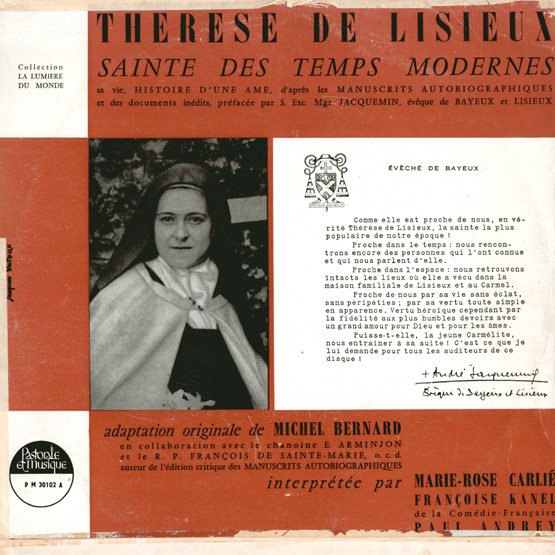 THERESE DE LISIEUX
SAINTE DES TEMPS MODERNES
sa vie, HISTOIRE D'UNE AME, d'après les MANUSCRITS AUTOBIOGRAPHIQUES
et des documents inédits, préfacée par S. Exc. Mgr. JACQUEMIN, évêque de BAYEUX et LISIEUX
Collection
LA LUMIERE
DU MONDE
ÉVÊCHÉ DE BAYEUX
Comme elle est proche de nous, en vé-
rité Thérèse de Lisieux, la sainte la plus
populaire de notre époque !
Proche dans le temps : nous rencon-
trons encore des personnes qui l'ont connue
et qui nous parlent d'elle.
Proche dans l'espace : nous retrouvons
intacts les lieux où elle a vécu dans la
maison familiale de Lisieux et au Carmel.
Proche de nous par sa vie sans éclat,
sans péripéties ; par sa vertu toute simple
en apparence. Vertu héroïque cependant par
la fidélité aux plus humbles devoirs avec
un grand amour pour Dieu et pour les âmes.
Puisse-t-elle, la jeune Carmélite,
nous entraîner à sa suite ! C'est ce que je
lui demande pour tous les auditeurs de ce
disque !
+ André Jacquemin
Evêque de Bayeux et Lisieux
adaptation originale de MICHEL BERNARD
en collaboration avec le chanoine E. ARMINJON
et le R. P. FRANÇOIS DE SAINTE-MARIE, o. c. d.
auteur de l'édition critique des MANUSCRITS AUTOBIOGRAPHIQUES
interprétée par MARIE-ROSE CARLIÉ
FRANÇOISE KANEL
de la Comédie-Française
PAUL ANDREY
Pastorale
et Musique
P M 30102 A